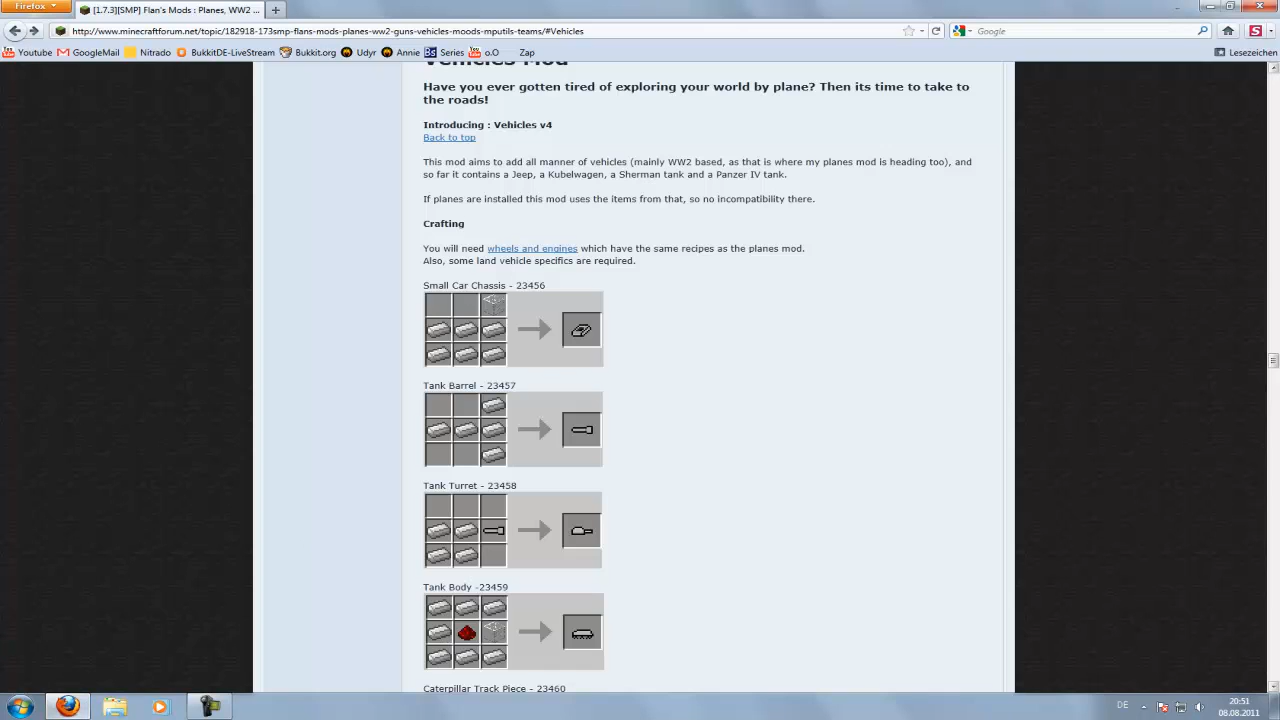 Firefox
[1.7.3][SMP] Flan's Mods : Planes, WW2 ...
http://www.minecraftforum.net/topic/182918-173smp-flans-mods-planes-ww2-guns-vehicles-moods-mputils-teams/#Vehicles
Google
Youtube GoogleMail Nitrado BukkitDE-LiveStream Bukkit.org Udyr Annie Series o.O Zap Lesezeichen
Vehicles Mod
Have you ever gotten tired of exploring your world by plane? Then its time to take to
the roads!
Introducing : Vehicles v4
Back to top
This mod aims to add all manner of vehicles (mainly WW2 based, as that is where my planes mod is heading too), and
so far it contains a Jeep, a Kubelwagen, a Sherman tank and a Panzer IV tank.
If planes are installed this mod uses the items from that, so no incompatibility there.
Crafting
You will need wheels and engines which have the same recipes as the planes mod.
Also, some land vehicle specifics are required.
Small Car Chassis - 23456
Tank Barrel - 23457
Tank Turret - 23458
Tank Body -23459
Caterpillar Track Piece - 23460
DE
20:51
08.08.2011